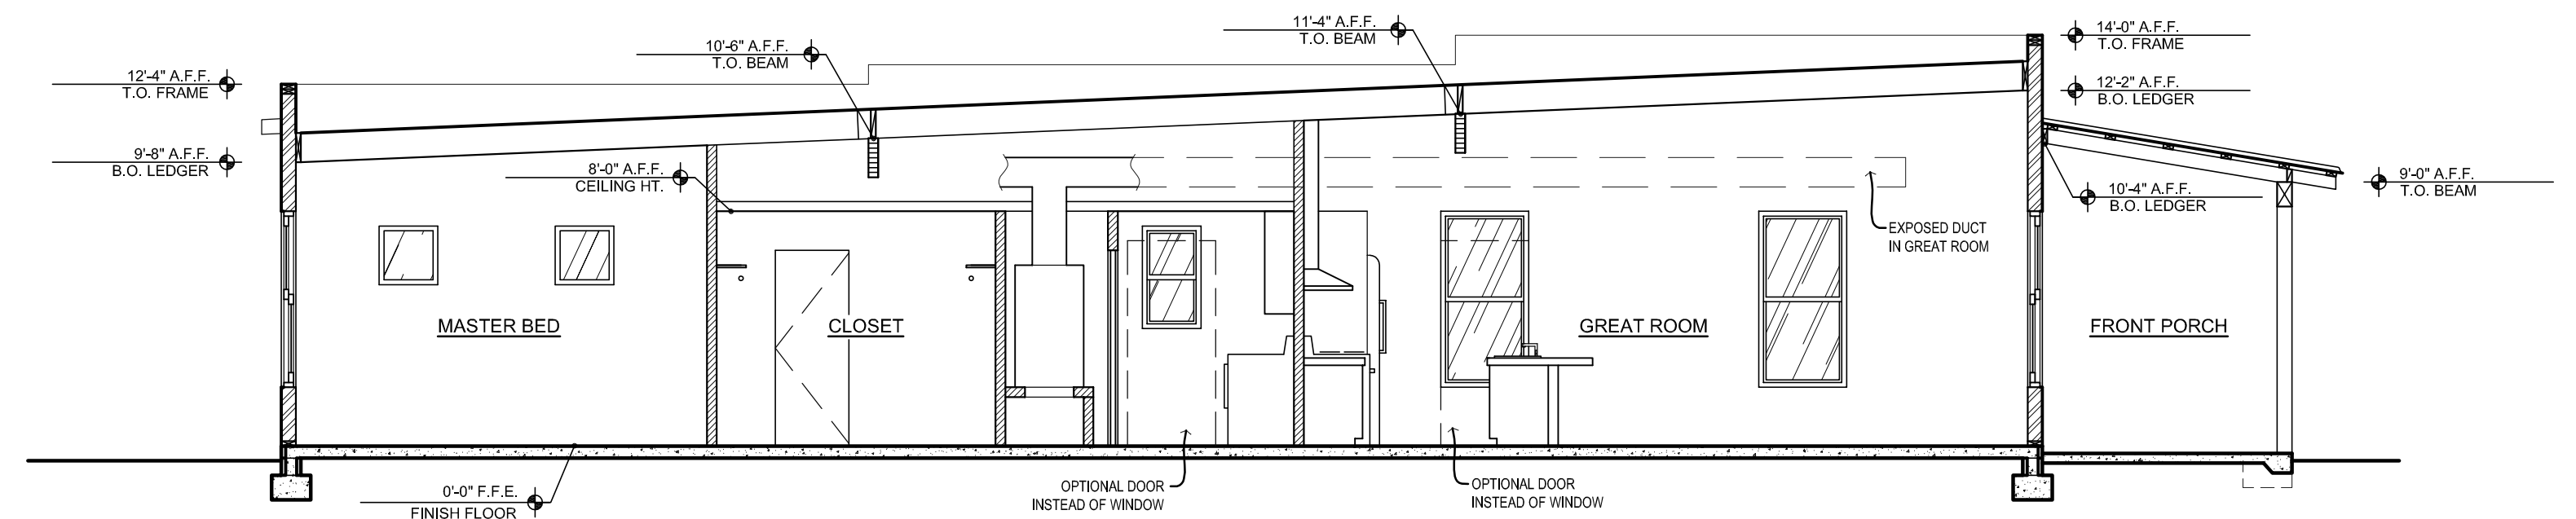 11'-4" A.F.F.
T.O. BEAM
14'-0" A.F.F.
T.O. FRAME
10'-6" A.F.F.
T.O. BEAM
12'-4" A.F.F.
T.O. FRAME
12'-2" A.F.F.
B.O. LEDGER
9'-8" A.F.F.
B.O. LEDGER
8'-0" A.F.F.
CEILING HT.
10'-4" A.F.F.
B.O. LEDGER
9'-0" A.F.F.
T.O. BEAM
EXPOSED DUCT
IN GREAT ROOM
MASTER BED
CLOSET
GREAT ROOM
FRONT PORCH
0'-0" F.F.E.
FINISH FLOOR
OPTIONAL DOOR
INSTEAD OF WINDOW
OPTIONAL DOOR
INSTEAD OF WINDOW